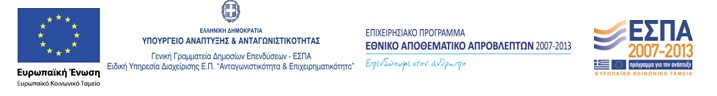 Ευρωπαϊκή Ένωση
Ευρωπαϊκό Κοινωνικό Ταμείο
ΕΛΛΗΝΙΚΗ ΔΗΜΟΚΡΑΤΙΑ
ΥΠΟΥΡΓΕΙΟ ΑΝΑΠΤΥΞΗΣ & ΑΝΤΑΓΩΝΙΣΤΙΚΟΤΗΤΑΣ
Γενική Γραμματεία Δημοσίων Επενδύσεων - ΕΣΠΑ
Ειδική Υπηρεσία Διαχείρισης Ε.Π. "Ανταγωνιστικότητα & Επιχειρηματικότητα"
ΕΠΙΧΕΙΡΗΣΙΑΚΟ ΠΡΟΓΡΑΜΜΑ
ΕΘΝΙΚΟ ΑΠΟΘΕΜΑΤΙΚΟ ΑΠΡΟΒΛΕΠΤΩΝ 2007-2013
Επενδύουμε στον άνθρωπο
ΕΣΠΑ
2007-2013
πρόγραμμα για την ανάπτυξη
ΕΥΡΩΠΑΪΚΟ ΚΟΙΝΩΝΙΚΟ ΤΑΜΕΙΟ